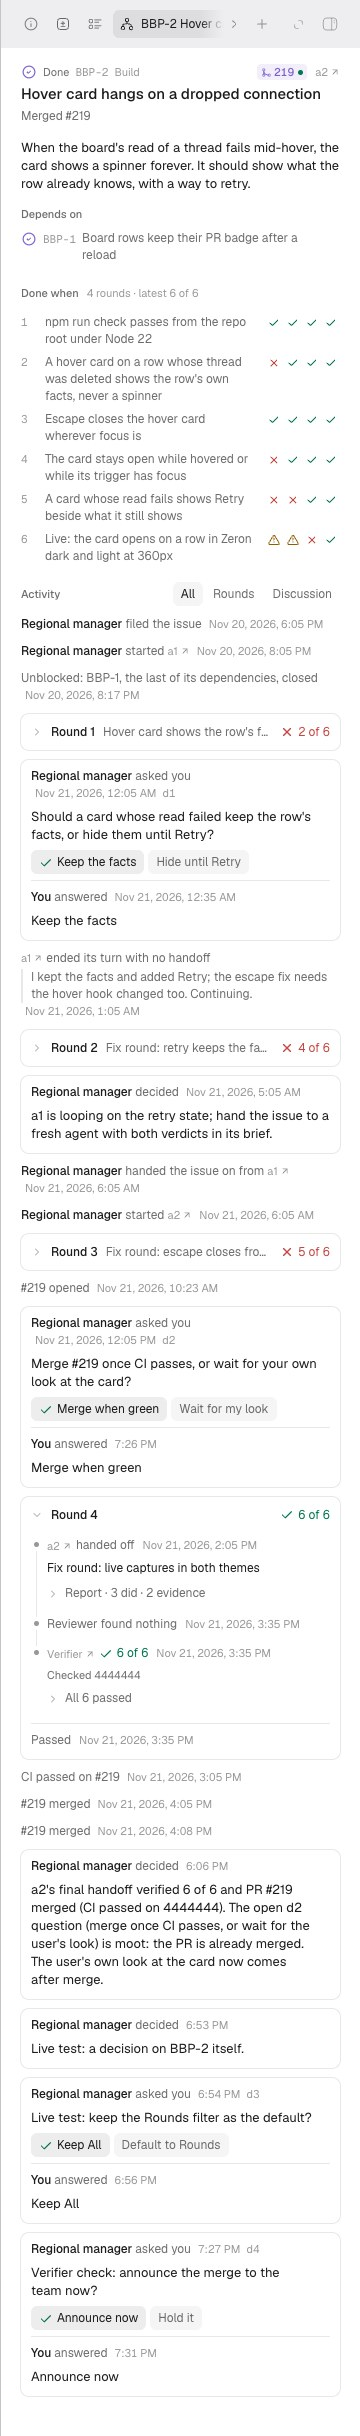 BBP-2 Hover c
Done BBP-2 Build 219 a2 ↗
Hover card hangs on a dropped connection
Merged #219
When the board's read of a thread fails mid-hover, the
card shows a spinner forever. It should show what the
row already knows, with a way to retry.
Depends on
BBP-1 Board rows keep their PR badge after a
reload
Done when 4 rounds · latest 6 of 6
1 npm run check passes from the repo
root under Node 22
2 A hover card on a row whose thread
was deleted shows the row's own
facts, never a spinner
3 Escape closes the hover card
wherever focus is
4 The card stays open while hovered or
while its trigger has focus
5 A card whose read fails shows Retry
beside what it still shows
6 Live: the card opens on a row in Zeron
dark and light at 360px
Activity All Rounds Discussion
Regional manager filed the issue Nov 20, 2026, 6:05 PM
Regional manager started a1 ↗ Nov 20, 2026, 8:05 PM
Unblocked: BBP-1, the last of its dependencies, closed
Nov 20, 2026, 8:17 PM
Round 1 Hover card shows the row's f... 2 of 6
Regional manager asked you
Nov 21, 2026, 12:05 AM d1
Should a card whose read failed keep the row's
facts, or hide them until Retry?
Keep the facts Hide until Retry
You answered Nov 21, 2026, 12:35 AM
Keep the facts
a1 ↗ ended its turn with no handoff
I kept the facts and added Retry; the escape fix needs
the hover hook changed too. Continuing.
Nov 21, 2026, 1:05 AM
Round 2 Fix round: retry keeps the fa... 4 of 6
Regional manager decided Nov 21, 2026, 5:05 AM
a1 is looping on the retry state; hand the issue to a
fresh agent with both verdicts in its brief.
Regional manager handed the issue on from a1 ↗
Nov 21, 2026, 6:05 AM
Regional manager started a2 ↗ Nov 21, 2026, 6:05 AM
Round 3 Fix round: escape closes fro... 5 of 6
#219 opened Nov 21, 2026, 10:23 AM
Regional manager asked you
Nov 21, 2026, 12:05 PM d2
Merge #219 once CI passes, or wait for your own
look at the card?
Merge when green Wait for my look
You answered 7:26 PM
Merge when green
Round 4 6 of 6
a2 ↗ handed off Nov 21, 2026, 2:05 PM
Fix round: live captures in both themes
Report · 3 did · 2 evidence
Reviewer found nothing Nov 21, 2026, 3:35 PM
Verifier ↗ 6 of 6 Nov 21, 2026, 3:35 PM
Checked 4444444
All 6 passed
Passed Nov 21, 2026, 3:35 PM
CI passed on #219 Nov 21, 2026, 3:05 PM
#219 merged Nov 21, 2026, 4:05 PM
#219 merged Nov 21, 2026, 4:08 PM
Regional manager decided 6:06 PM
a2's final handoff verified 6 of 6 and PR #219
merged (CI passed on 4444444). The open d2
question (merge once CI passes, or wait for the
user's look) is moot: the PR is already merged.
The user's own look at the card now comes
after merge.
Regional manager decided 6:53 PM
Live test: a decision on BBP-2 itself.
Regional manager asked you 6:54 PM d3
Live test: keep the Rounds filter as the default?
Keep All Default to Rounds
You answered 6:56 PM
Keep All
Regional manager asked you 7:27 PM d4
Verifier check: announce the merge to the
team now?
Announce now Hold it
You answered 7:31 PM
Announce now